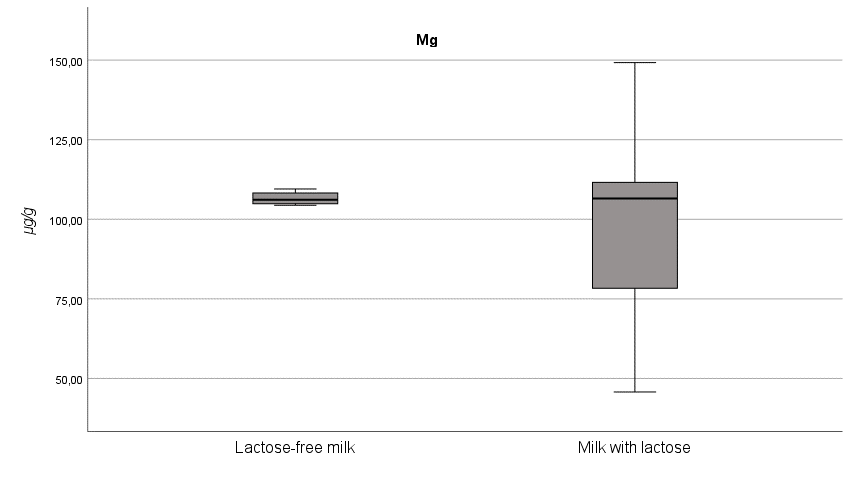 Mg
150,00
125,00
100,00
75,00
50,00
µg/g
Lactose-free milk
Milk with lactose